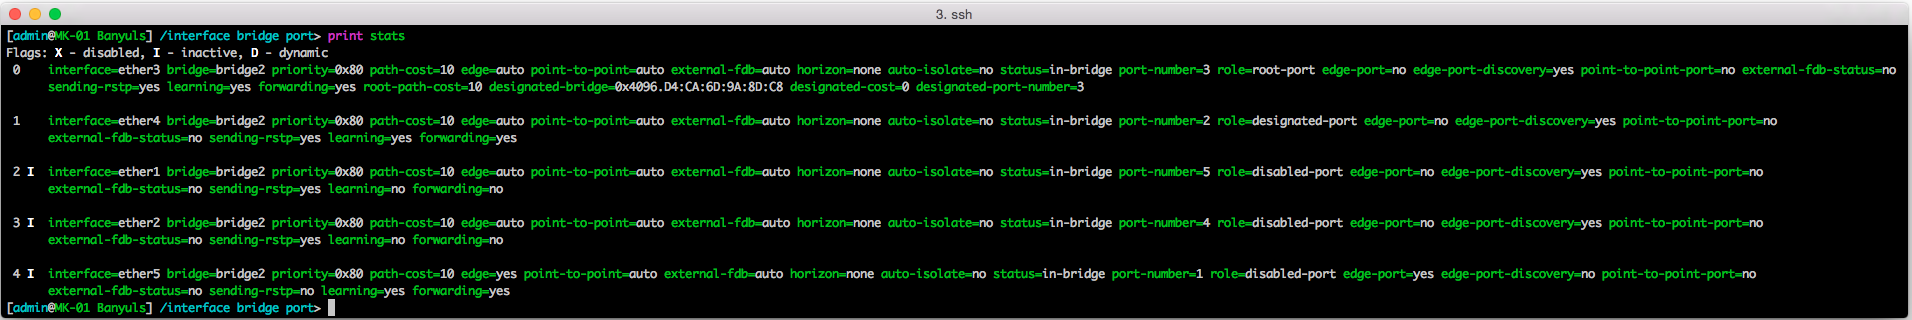 3. ssh
[admin@MK-01 Banyuls] /interface bridge port> print stats
Flags: X - disabled, I - inactive, D - dynamic
0 interface=ether3 bridge=bridge2 priority=0x80 path-cost=10 edge=auto point-to-point=auto external-fdb=auto horizon=none auto-isolate=no status=in-bridge port-number=3 role=root-port edge-port=no edge-port-discovery=yes point-to-point-port=no external-fdb-status=no
sending-rstp=yes learning=yes forwarding=yes root-path-cost=10 designated-bridge=0x4096.D4:CA:6D:9A:8D:C8 designated-cost=0 designated-port-number=3
1 interface=ether4 bridge=bridge2 priority=0x80 path-cost=10 edge=auto point-to-point=auto external-fdb=auto horizon=none auto-isolate=no status=in-bridge port-number=2 role=designated-port edge-port=no edge-port-discovery=yes point-to-point-port=no
external-fdb-status=no sending-rstp=yes learning=yes forwarding=yes
2 I interface=ether1 bridge=bridge2 priority=0x80 path-cost=10 edge=auto point-to-point=auto external-fdb=auto horizon=none auto-isolate=no status=in-bridge port-number=5 role=disabled-port edge-port=no edge-port-discovery=yes point-to-point-port=no
external-fdb-status=no sending-rstp=yes learning=no forwarding=no
3 I interface=ether2 bridge=bridge2 priority=0x80 path-cost=10 edge=auto point-to-point=auto external-fdb=auto horizon=none auto-isolate=no status=in-bridge port-number=4 role=disabled-port edge-port=no edge-port-discovery=yes point-to-point-port=no
external-fdb-status=no sending-rstp=yes learning=no forwarding=no
4 I interface=ether5 bridge=bridge2 priority=0x80 path-cost=10 edge=yes point-to-point=auto external-fdb=auto horizon=none auto-isolate=no status=in-bridge port-number=1 role=disabled-port edge-port=yes edge-port-discovery=no point-to-point-port=no
external-fdb-status=no sending-rstp=no learning=yes forwarding=yes
[admin@MK-01 Banyuls] /interface bridge port>